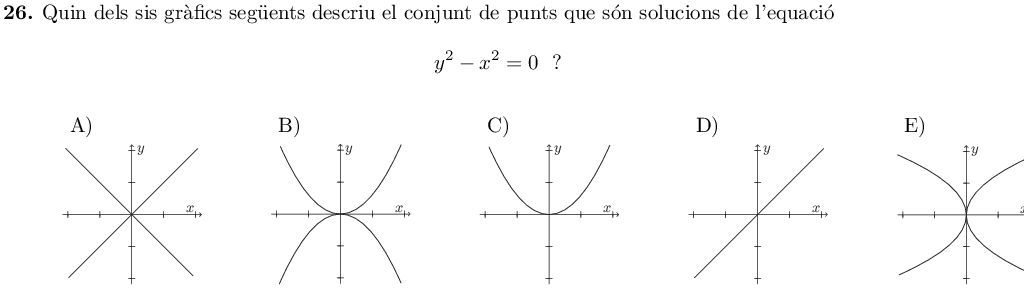 26. Quin dels sis gràfics següents descriu el conjunt de punts que són solucions de l'equació
y² − x² = 0 ?
A) B) C) D) E)
y y y y y
x x x x x